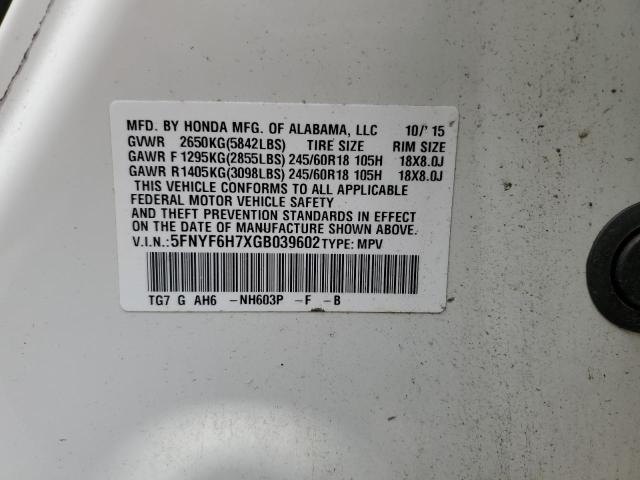 MFD. BY HONDA MFG. OF ALABAMA, LLC 10/'15
GVWR 2650KG(5842LBS) TIRE SIZE RIM SIZE
GAWR F 1295KG(2855LBS) 245/60R18 105H 18X8.0J
GAWR R1405KG(3098LBS) 245/60R18 105H 18X8.0J
THIS VEHICLE CONFORMS TO ALL APPLICABLE
FEDERAL MOTOR VEHICLE SAFETY
AND THEFT PREVENTION STANDARDS IN EFFECT
ON THE DATE OF MANUFACTURE SHOWN ABOVE.
V.I.N.:5FNYF6H7XGB039602 TYPE: MPV
TG7 G AH6 -NH603P -F -B